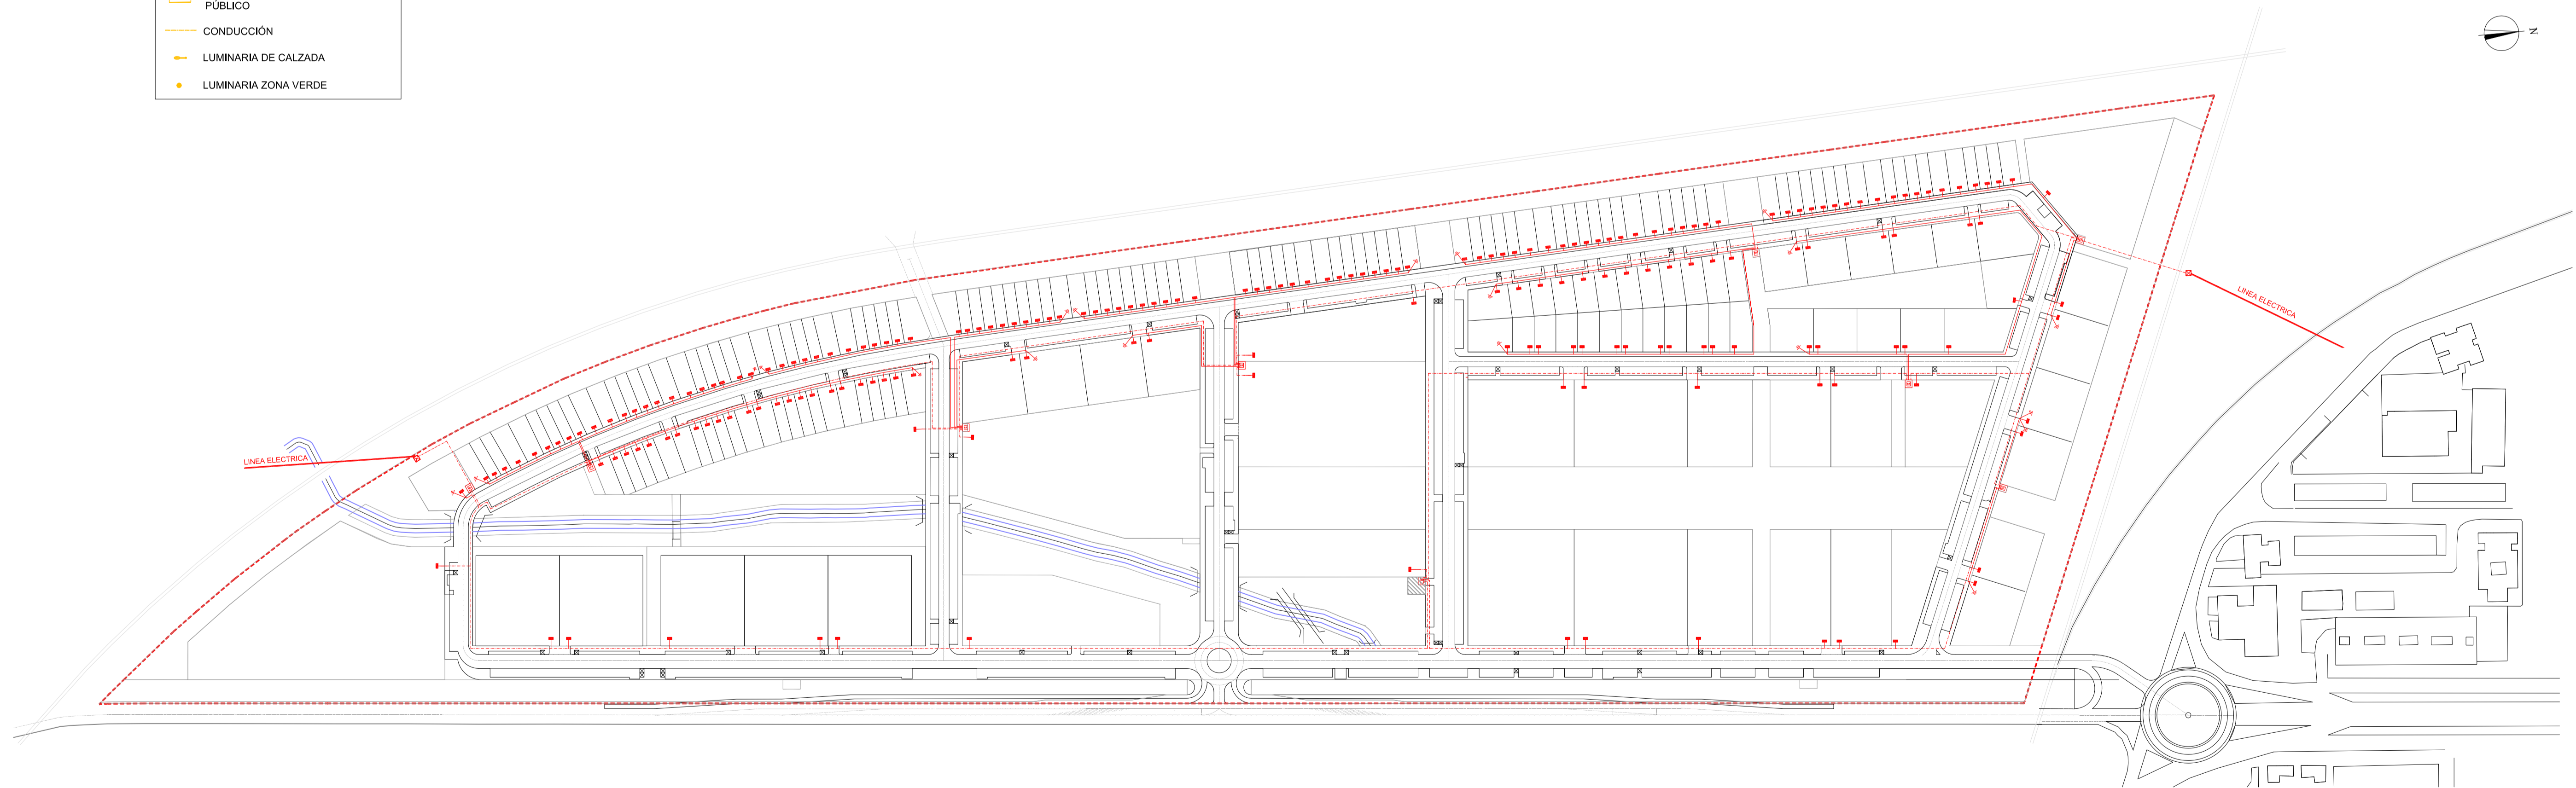 PÚBLICO
CONDUCCIÓN
LUMINARIA DE CALZADA
LUMINARIA ZONA VERDE
N
LINEA ELECTRICA
LINEA ELECTRICA